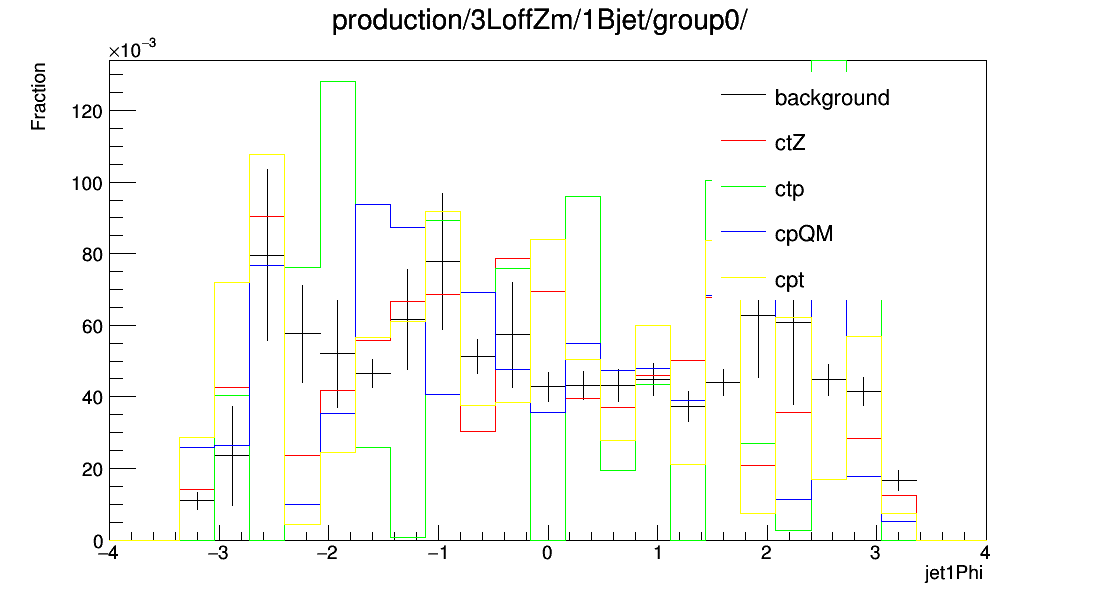 production/3LoffZm/1Bjet/group0/
×10⁻³
Fraction
background
ctZ
ctp
cpQM
cpt
120
100
80
60
40
20
0
−4 −3 −2 −1 0 1 2 3 4
jet1Phi